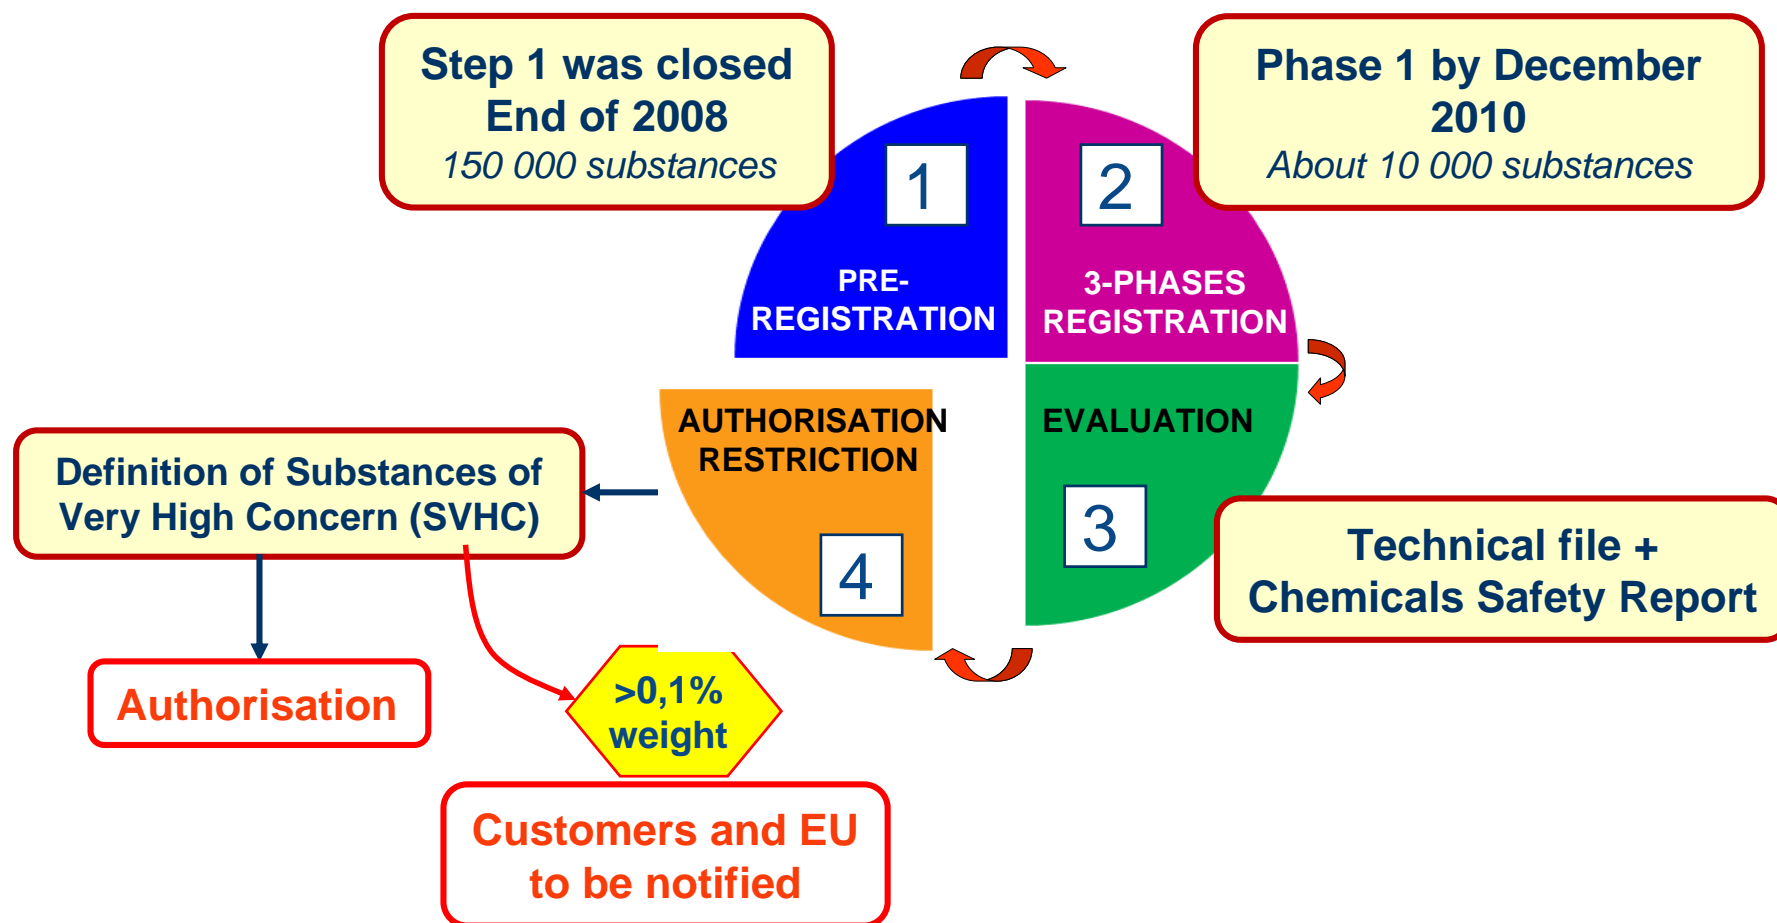 Step 1 was closed
End of 2008
150 000 substances
Phase 1 by December
2010
About 10 000 substances
1
2
PRE-
REGISTRATION
3-PHASES
REGISTRATION
AUTHORISATION
RESTRICTION
EVALUATION
4
3
Definition of Substances of
Very High Concern (SVHC)
Technical file +
Chemicals Safety Report
Authorisation
>0,1%
weight
Customers and EU
to be notified